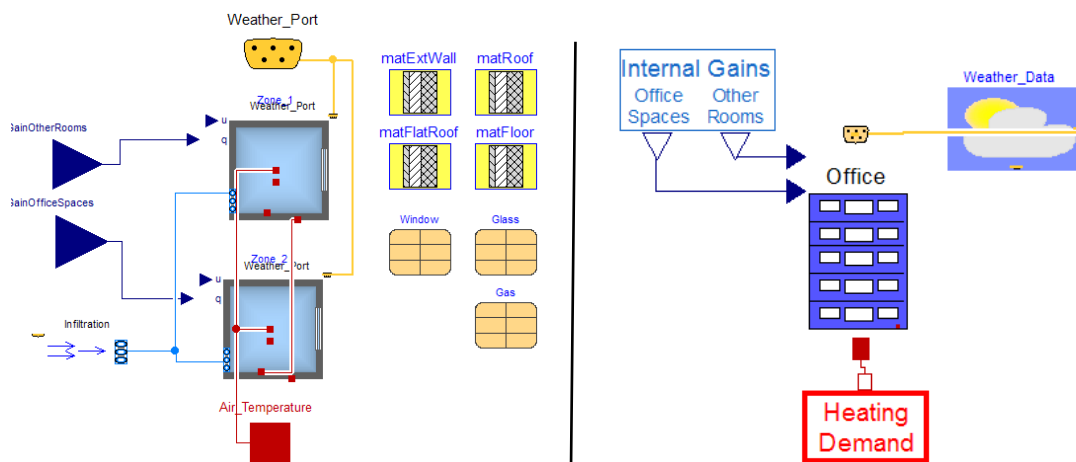 Weather_Port
matExtWall
matRoof
matFlatRoof
matFloor
Window
Glass
Gas
GainOtherRooms
GainOfficeSpaces
Zone_1
Weather_Port
u
q
Zone_2
Weather_Port
u
q
Infiltration
Air_Temperature
Internal Gains
Office
Spaces
Other
Rooms
Weather_Data
Office
Heating
Demand